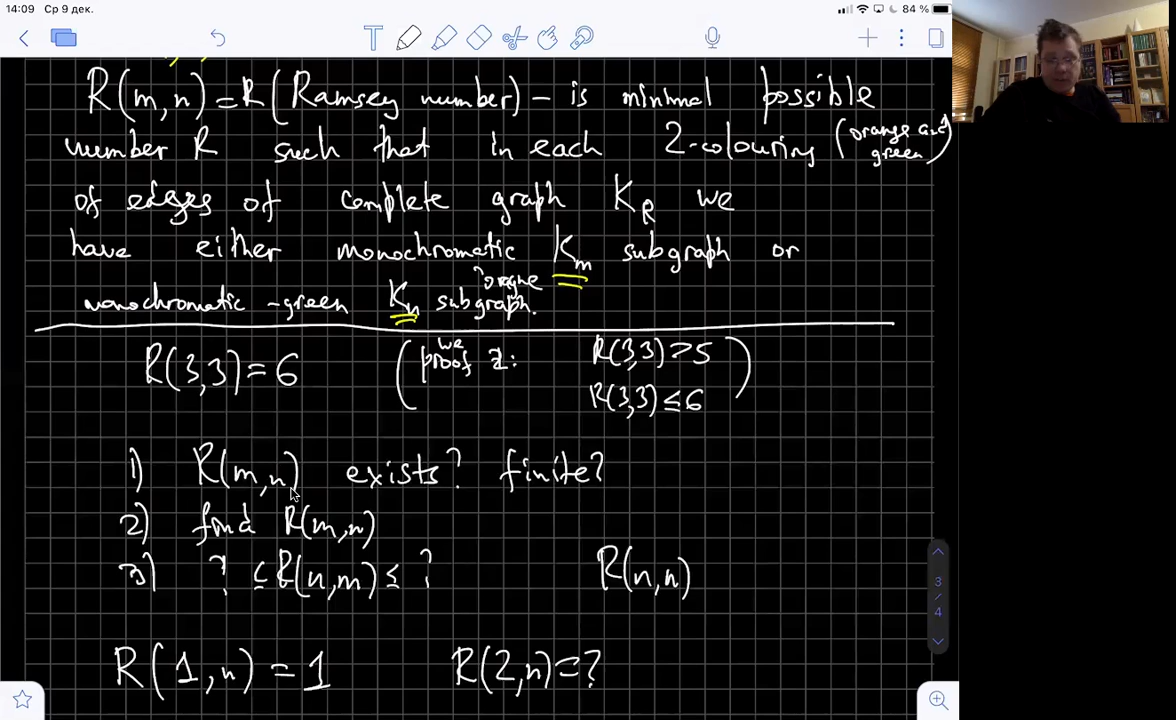 14:09 Ср 9 дек. 84 %
R(m,n) = R (Ramsey number) – is minimal possible
number R such that in each 2-colouring (orange and green)
of edges of complete graph K_R we
have either monochromatic K_m subgraph or
orange
monochromatic -green K_n subgraph.
R(3,3) = 6 (we proof 2: R(3,3) > 5
R(3,3) ≤ 6)
1) R(m,n) exists? finite?
2) find R(m,n)
3) ? ≤ R(n,m) ≤ ? R(n,n)
R(1,n) = 1 R(2,n) = ?
3
/
4